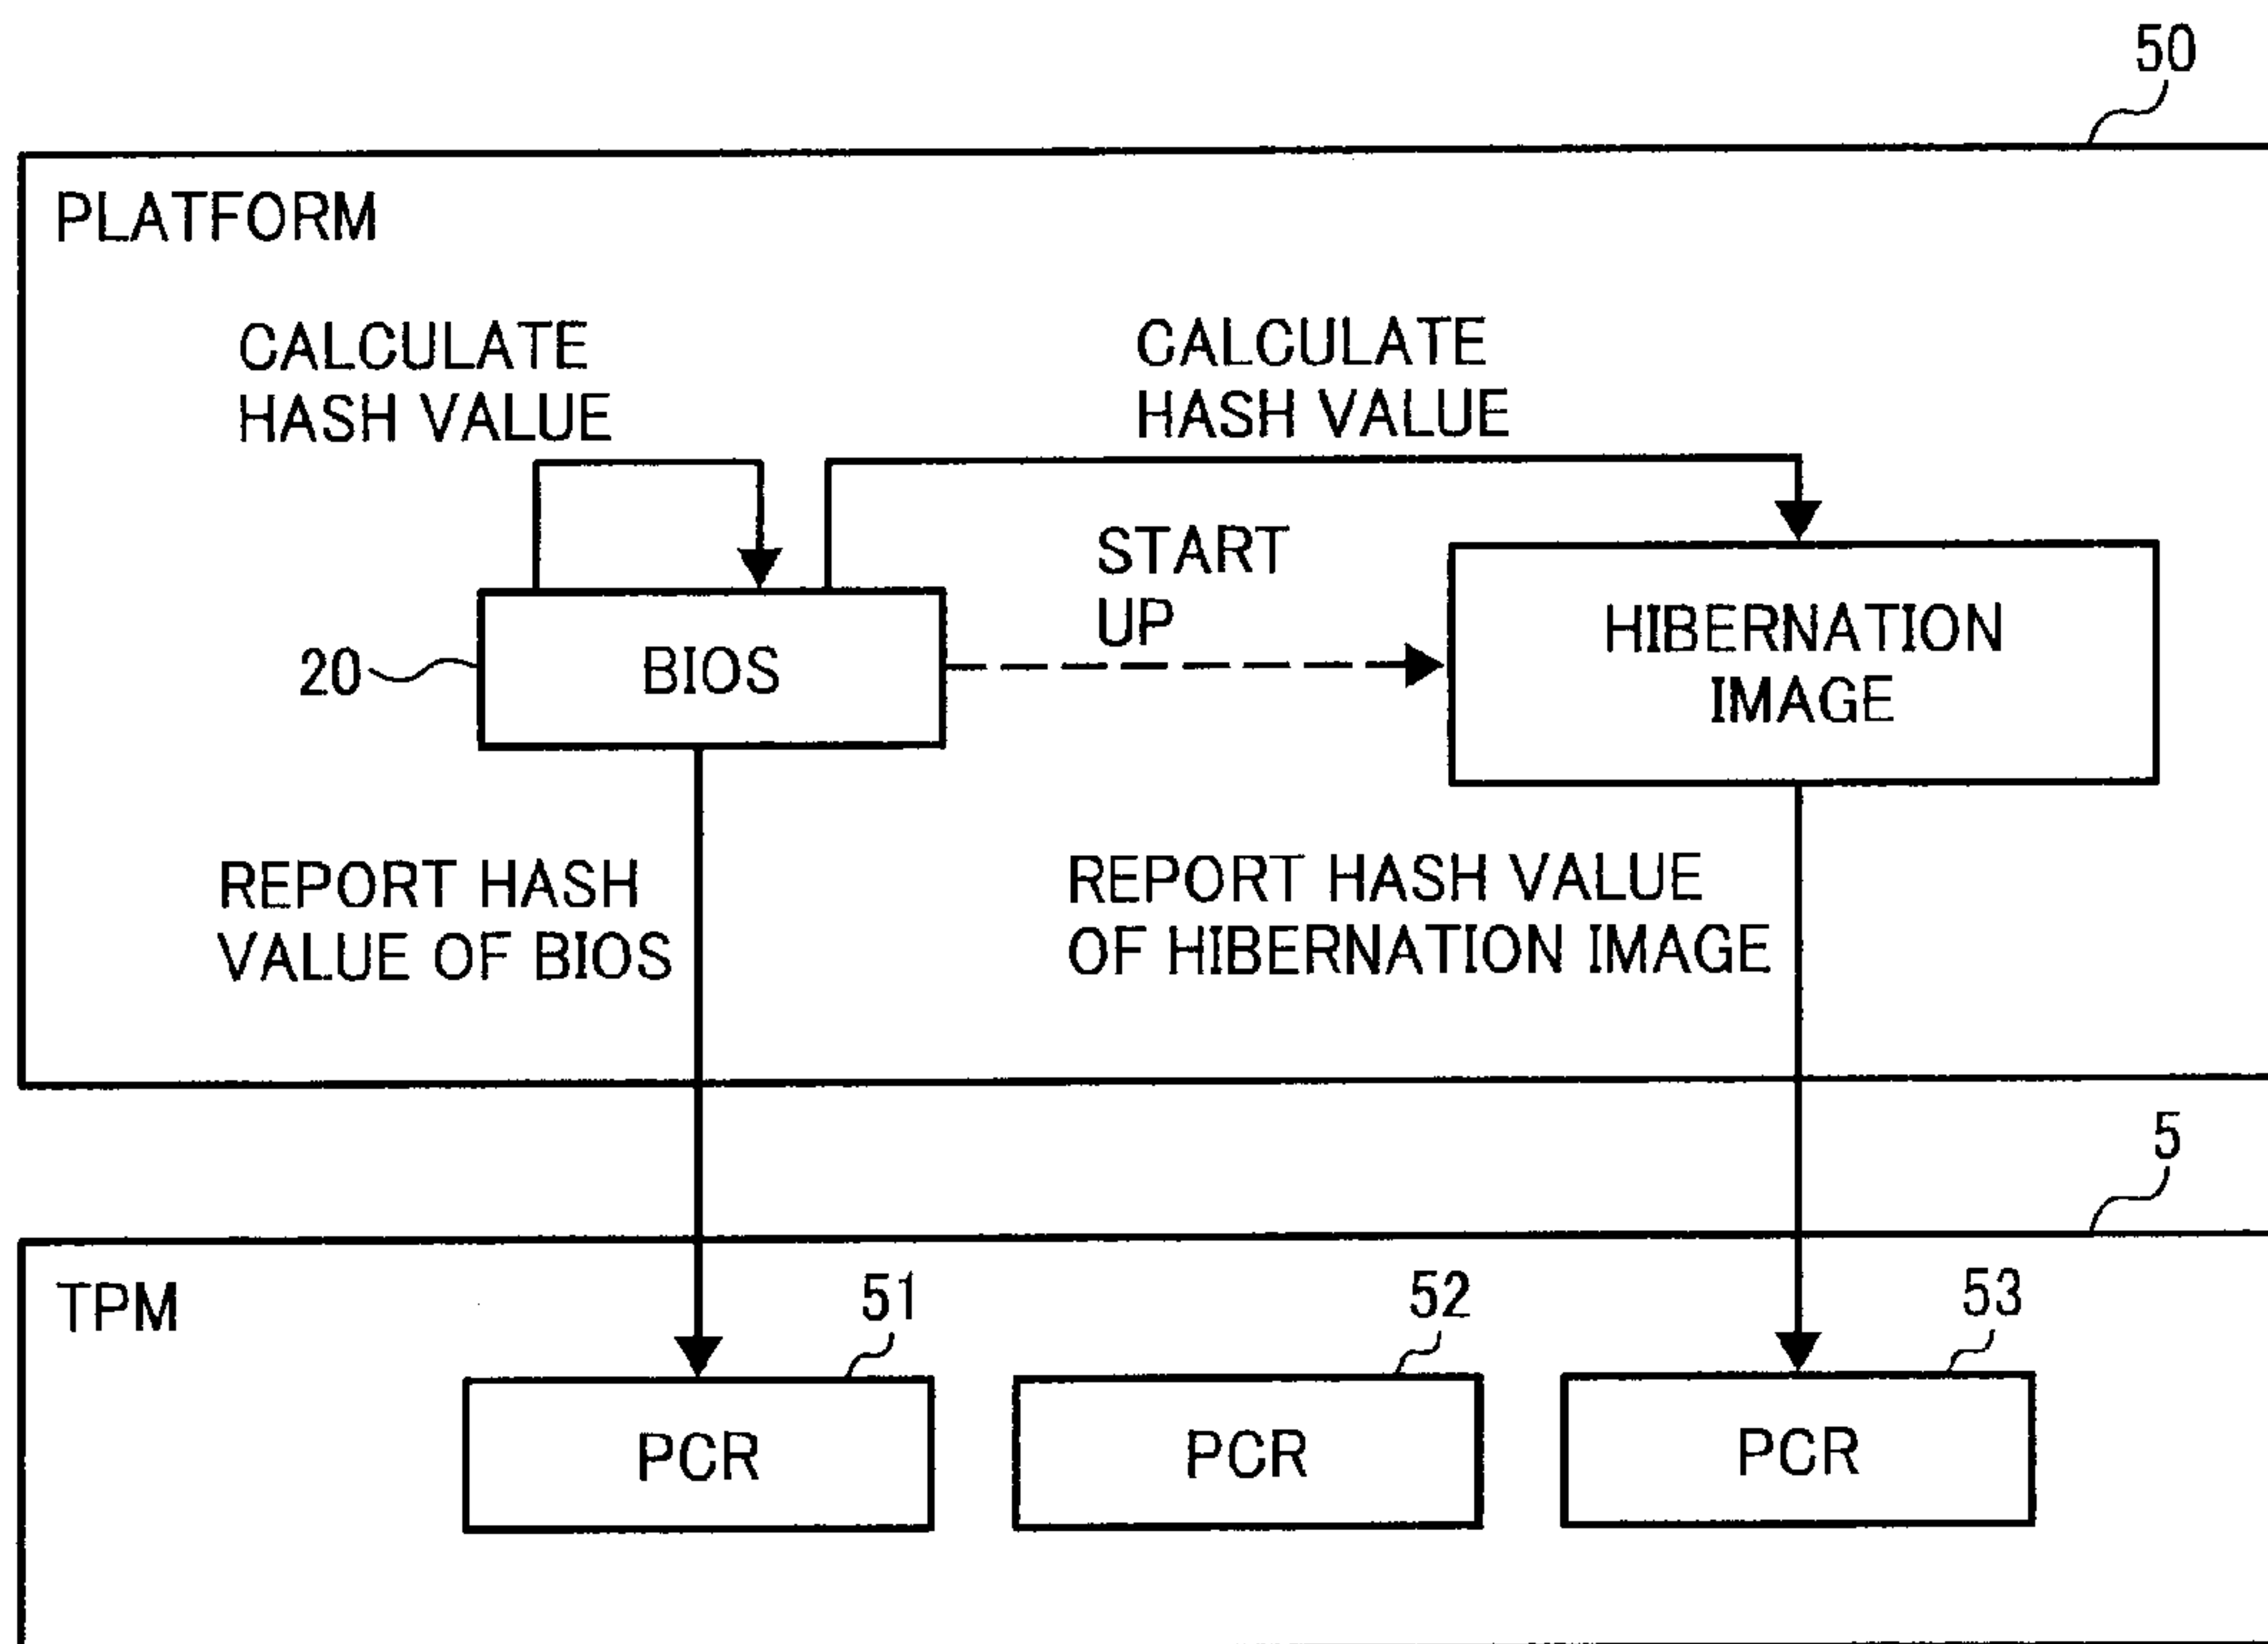 50
PLATFORM
CALCULATE
HASH VALUE
CALCULATE
HASH VALUE
START
UP
20
BIOS
HIBERNATION
IMAGE
REPORT HASH
VALUE OF BIOS
REPORT HASH VALUE
OF HIBERNATION IMAGE
5
TPM
51
52
53
PCR
PCR
PCR